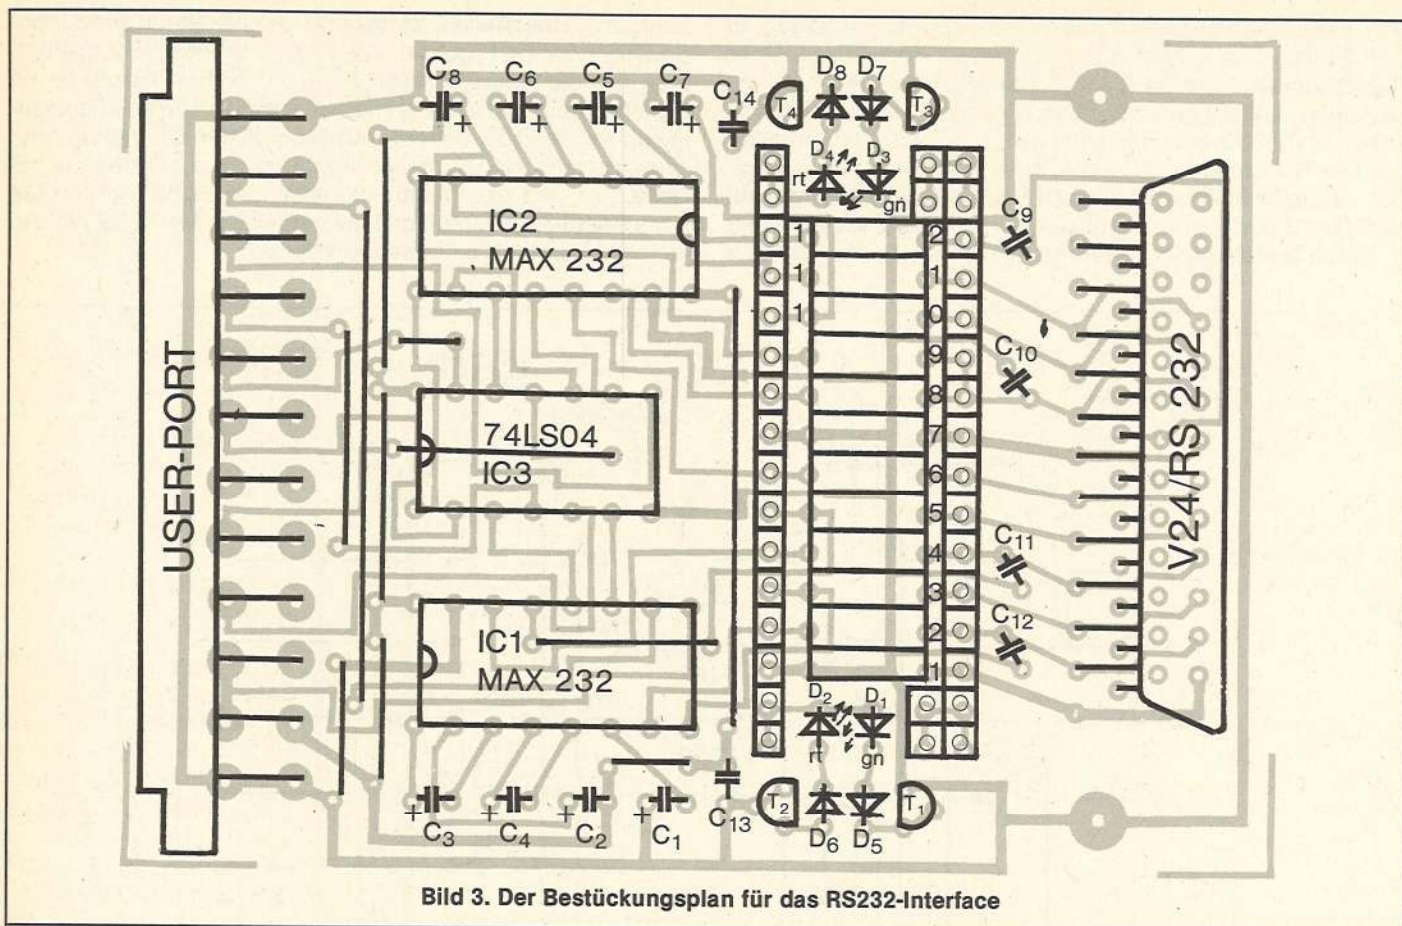 C8 C6 C5 C7 C14 T4 D8 D7 T3
+ + + +
D4 D3
rt gn
IC2
MAX 232
C9
1 2
1 1
1 0
9
8
7
6
5
4
3
2
1
C10
USER-PORT
74LS04
IC3
V24/RS 232
C11
C12
IC1
MAX 232
D2 D1
rt gn
+ + + +
C3 C4 C2 C1 C13 T2 D6 D5 T1
Bild 3. Der Bestückungsplan für das RS232-Interface